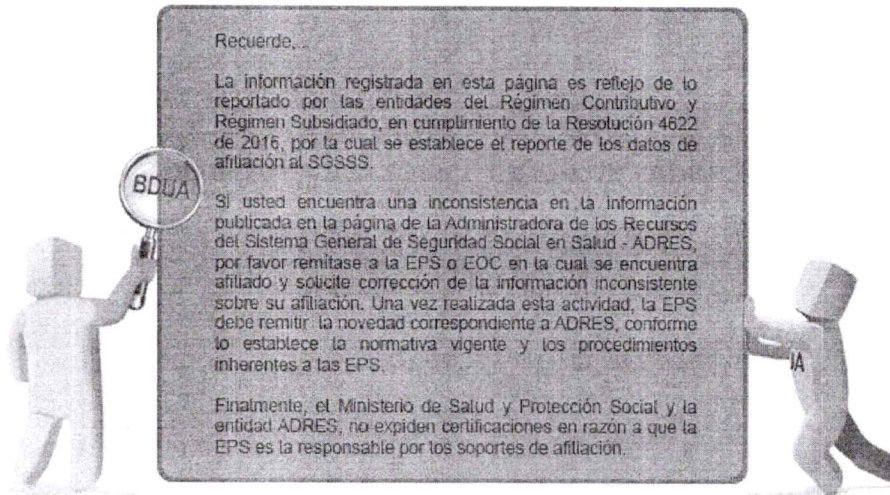 Recuerde,...
La información registrada en esta página es reflejo de lo
reportado por las entidades del Régimen Contributivo y
Régimen Subsidiado, en cumplimiento de la Resolución 4622
de 2016, por la cual se establece el reporte de los datos de
afiliación al SGSSS.
BDUA
Si usted encuentra una inconsistencia en la información
publicada en la página de la Administradora de los Recursos
del Sistema General de Seguridad Social en Salud - ADRES,
por favor remítase a la EPS o EOC en la cual se encuentra
afiliado y solicite corrección de la información inconsistente
sobre su afiliación. Una vez realizada esta actividad, la EPS
debe remitir la novedad correspondiente a ADRES, conforme
lo establece la normativa vigente y los procedimientos
inherentes a las EPS.
Finalmente, el Ministerio de Salud y Protección Social y la
entidad ADRES, no expiden certificaciones en razón a que la
EPS es la responsable por los soportes de afiliación.